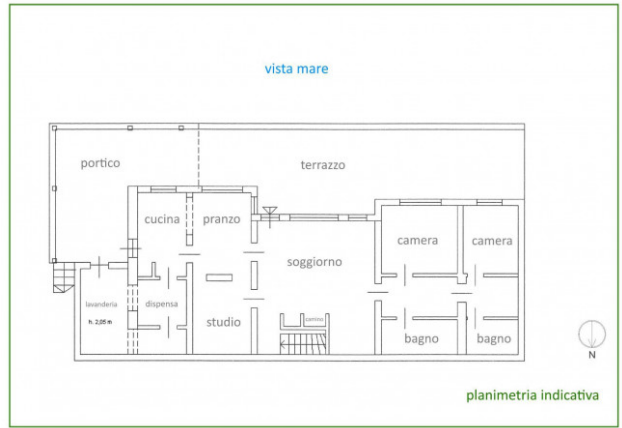 vista mare
portico
terrazzo
cucina
pranzo
camera
camera
soggiorno
lavanderia
dispensa
h. 2,05 m
studio
camino
bagno
bagno
N
planimetria indicativa